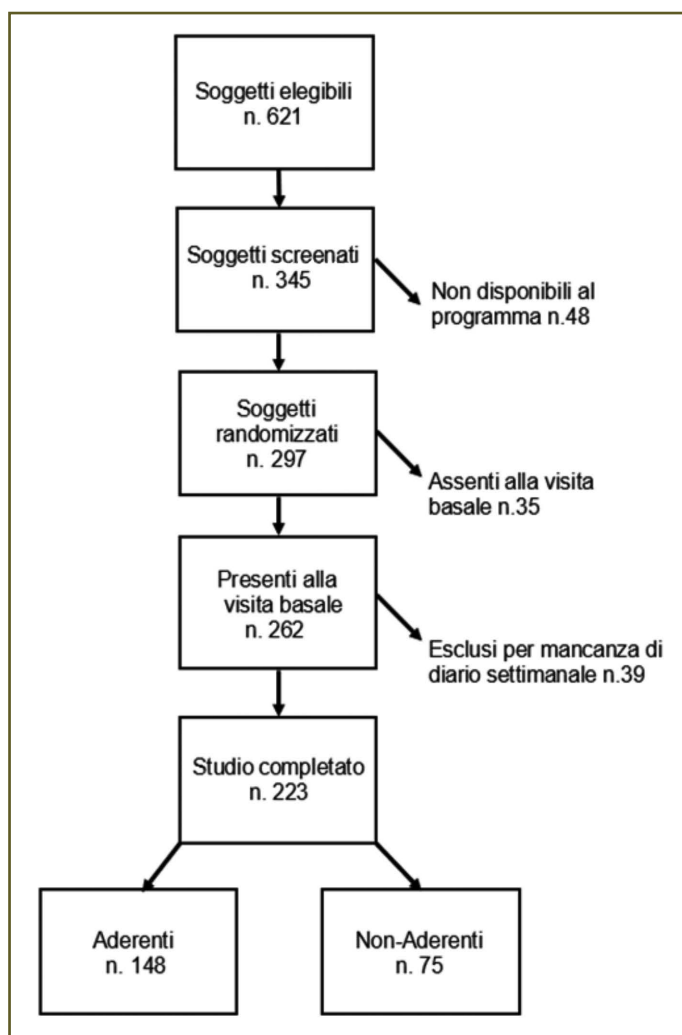 Soggetti elegibili
n. 621
Soggetti screenati
n. 345
Non disponibili al
programma n.48
Soggetti
randomizzati
n. 297
Assenti alla visita
basale n.35
Presenti alla
visita basale
n. 262
Esclusi per mancanza di
diario settimanale n.39
Studio completato
n. 223
Aderenti
n. 148
Non-Aderenti
n. 75